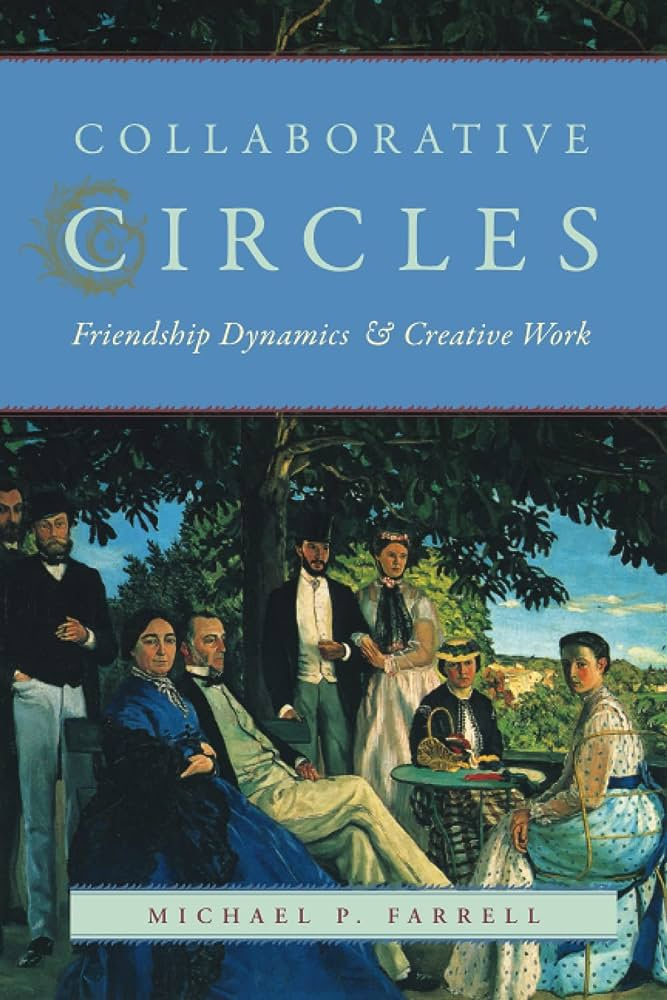 COLLABORATIVE
CIRCLES
Friendship Dynamics & Creative Work
MICHAEL P. FARRELL